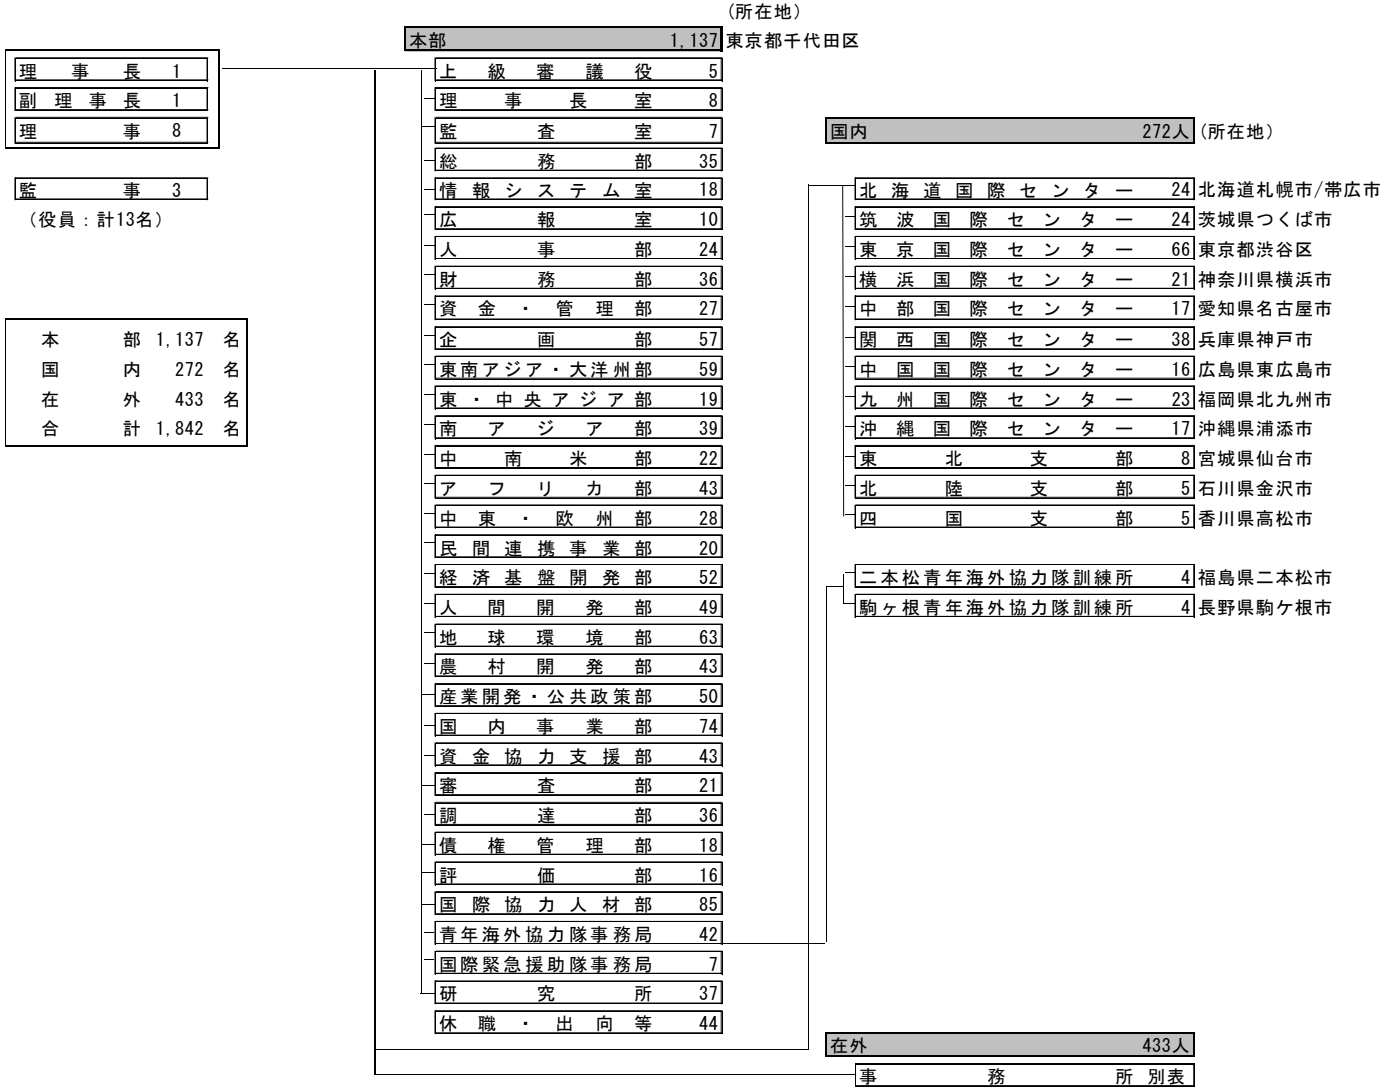 (所在地)
本部 1,137 東京都千代田区
理事長 1
副理事長 1
理事 8
監事 3
(役員：計13名)
本部 1,137 名
国内 272 名
在外 433 名
合計 1,842 名
上級審議役 5
理事長室 8
監査室 7
総務部 35
情報システム室 18
広報室 10
人事部 24
財務部 36
資金・管理部 27
企画部 57
東南アジア・大洋州部 59
東・中央アジア部 19
南アジア部 39
中南米部 22
アフリカ部 43
中東・欧州部 28
民間連携事業部 20
経済基盤開発部 52
人間開発部 49
地球環境部 63
農村開発部 43
産業開発・公共政策部 50
国内事業部 74
資金協力支援部 43
審査部 21
調達部 36
債権管理部 18
評価部 16
国際協力人材部 85
青年海外協力隊事務局 42
国際緊急援助隊事務局 7
研究所 37
休職・出向等 44
国内 272人 (所在地)
北海道国際センター 24 北海道札幌市/帯広市
筑波国際センター 24 茨城県つくば市
東京国際センター 66 東京都渋谷区
横浜国際センター 21 神奈川県横浜市
中部国際センター 17 愛知県名古屋市
関西国際センター 38 兵庫県神戸市
中国国際センター 16 広島県東広島市
九州国際センター 23 福岡県北九州市
沖縄国際センター 17 沖縄県浦添市
東北支部 8 宮城県仙台市
北陸支部 5 石川県金沢市
四国支部 5 香川県高松市
二本松青年海外協力隊訓練所 4 福島県二本松市
駒ヶ根青年海外協力隊訓練所 4 長野県駒ケ根市
在外 433人
事務所 別表